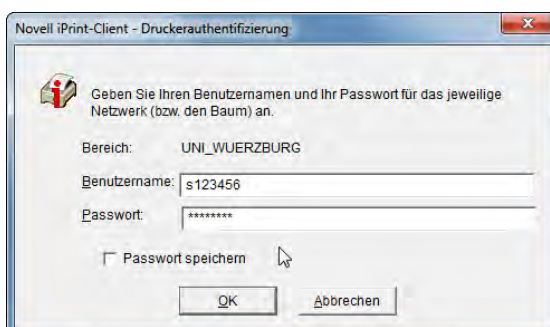 Novell iPrint-Client - Druckerauthentifizierung
Geben Sie Ihren Benutzernamen und Ihr Passwort für das jeweilige
Netzwerk (bzw. den Baum) an.
Bereich: UNI_WUERZBURG
Benutzername: s123456
Passwort: ********
Passwort speichern
OK Abbrechen